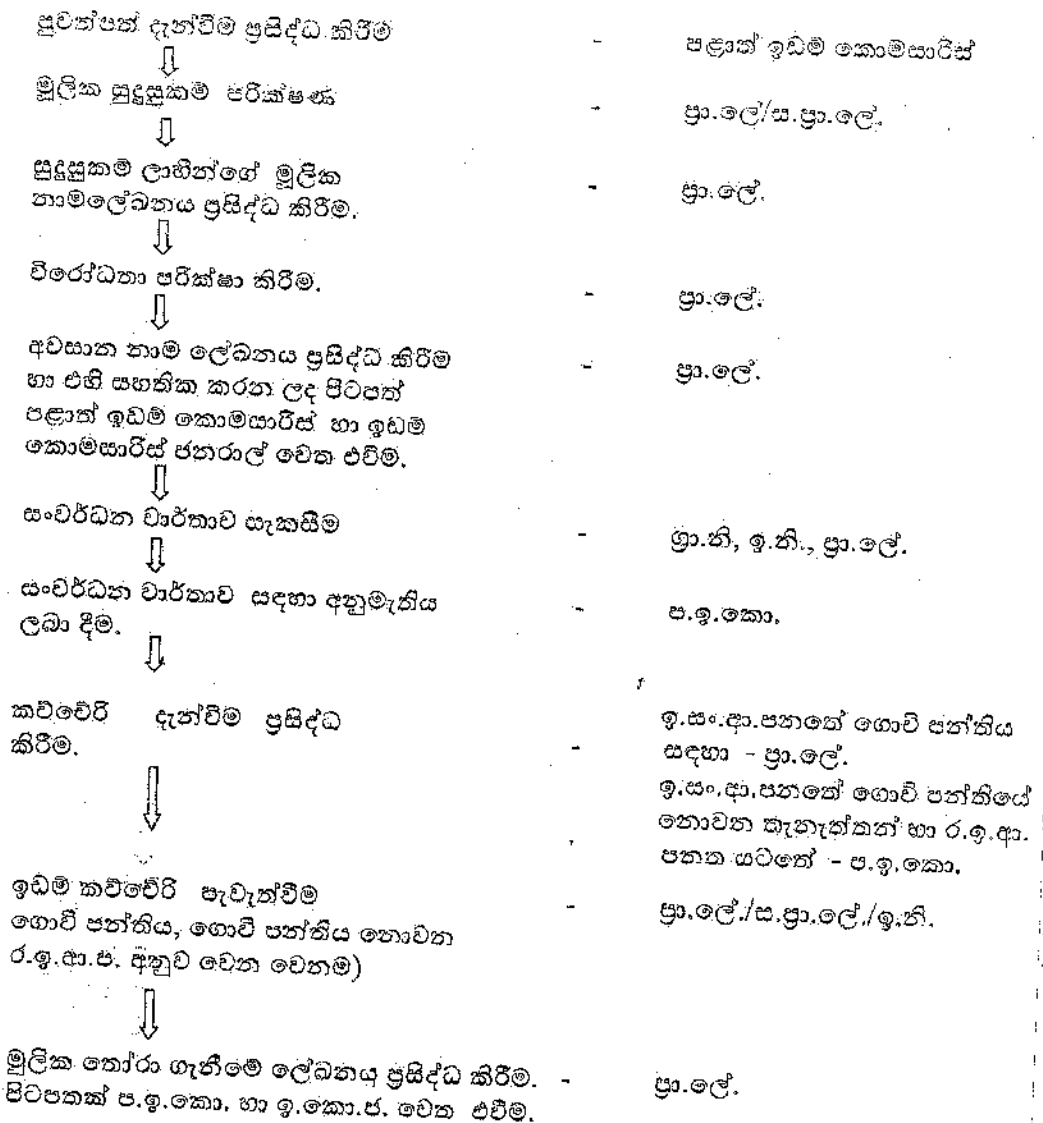 පුවත්පත් දැන්වීම ප්‍රසිද්ධ කිරීම - පළාත් ඉඩම් කොමසාරිස්
මූලික සුදුසුකම් පරීක්ෂණ - ප්‍රා.ලේ/ස.ප්‍රා.ලේ.
සුදුසුකම් ලාභීන්ගේ මූලික
නාමලේඛනය ප්‍රසිද්ධ කිරීම. - ප්‍රා.ලේ.
විරෝධතා පරීක්ෂා කිරීම. - ප්‍රා.ලේ.
අවසාන නාම ලේඛනය ප්‍රසිද්ධ කිරීම - ප්‍රා.ලේ.
හා එහි සහතික කරන ලද පිටපත්
පළාත් ඉඩම් කොමසාරිස් හා ඉඩම්
කොමසාරිස් ජනරාල් වෙත එවීම.
සංවර්ධන වාර්තාව සැකසීම - ග්‍රා.නි, ඉ.නි., ප්‍රා.ලේ.
සංවර්ධන වාර්තාව සඳහා අනුමැතිය - ප.ඉ.කො.
ලබා දීම.
කච්චේරි දැන්වීම ප්‍රසිද්ධ
කිරීම. -
ඉ.සං.ආ.පනතේ ගොවි පන්තිය
සඳහා - ප්‍රා.ලේ.
ඉ.සං.ආ.පනතේ ගොවි පන්තියේ
නොවන තැනැත්තන් හා ර.ඉ.ආ.
පනත යටතේ - ප.ඉ.කො.
ඉඩම් කච්චේරි පැවැත්වීම - ප්‍රා.ලේ./ස.ප්‍රා.ලේ./ඉ.නි.
ගොවි පන්තිය, ගොවි පන්තිය නොවන
ර.ඉ.ආ.ප. අනුව වෙන වෙනම)
මූලික තෝරා ගැනීමේ ලේඛනය ප්‍රසිද්ධ කිරීම. - ප්‍රා.ලේ.
පිටපතක් ප.ඉ.කො. හා ඉ.කො.ජ. වෙත එවීම.